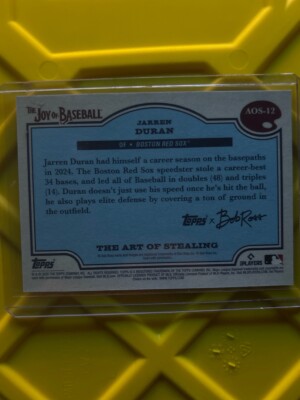 THE JOY OF BASEBALL
AOS-12
JARREN
DURAN
OF • BOSTON RED SOX
Jarren Duran had himself a career season on the basepaths
in 2024. The Boston Red Sox speedster stole a career-best
34 bases, and led all of Baseball in doubles (48) and triples
(14). Duran doesn't just use his speed once he's hit the ball,
he also plays elite defense by covering a ton of ground in
the outfield.
Topps x Bob Ross
THE ART OF STEALING
Topps
PLAYERS